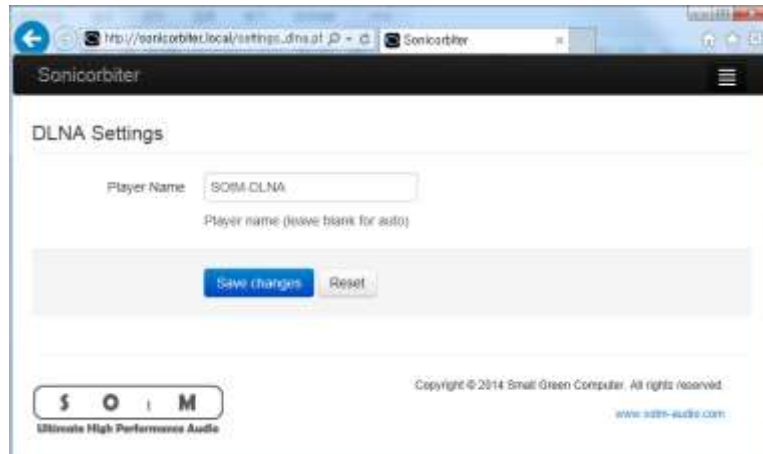 http://sonicorbiter.local/settings_dlna.pl
Sonicorbiter
Sonicorbiter
DLNA Settings
Player Name
SOtM-DLNA
Player name (leave blank for auto)
Save changes Reset
Copyright © 2014 Small Green Computer. All rights reserved.
www.sotm-audio.com
SOtM
Ultimate High Performance Audio